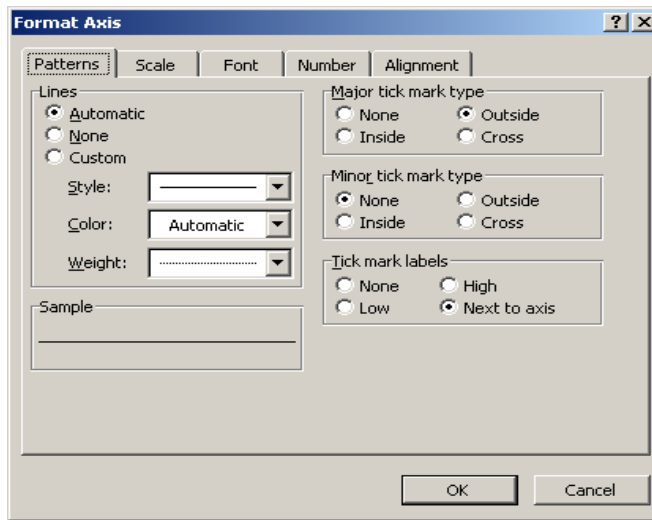 Format Axis
Patterns Scale Font Number Alignment
Lines
Automatic
None
Custom
Style:
Color: Automatic
Weight:
Sample
Major tick mark type
None Outside
Inside Cross
Minor tick mark type
None Outside
Inside Cross
Tick mark labels
None High
Low Next to axis
OK Cancel